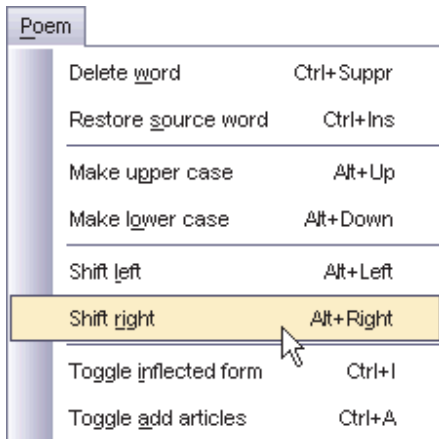 Poem
Delete word Ctrl+Suppr
Restore source word Ctrl+Ins
Make upper case Alt+Up
Make lower case Alt+Down
Shift left Alt+Left
Shift right Alt+Right
Toggle inflected form Ctrl+I
Toggle add articles Ctrl+A